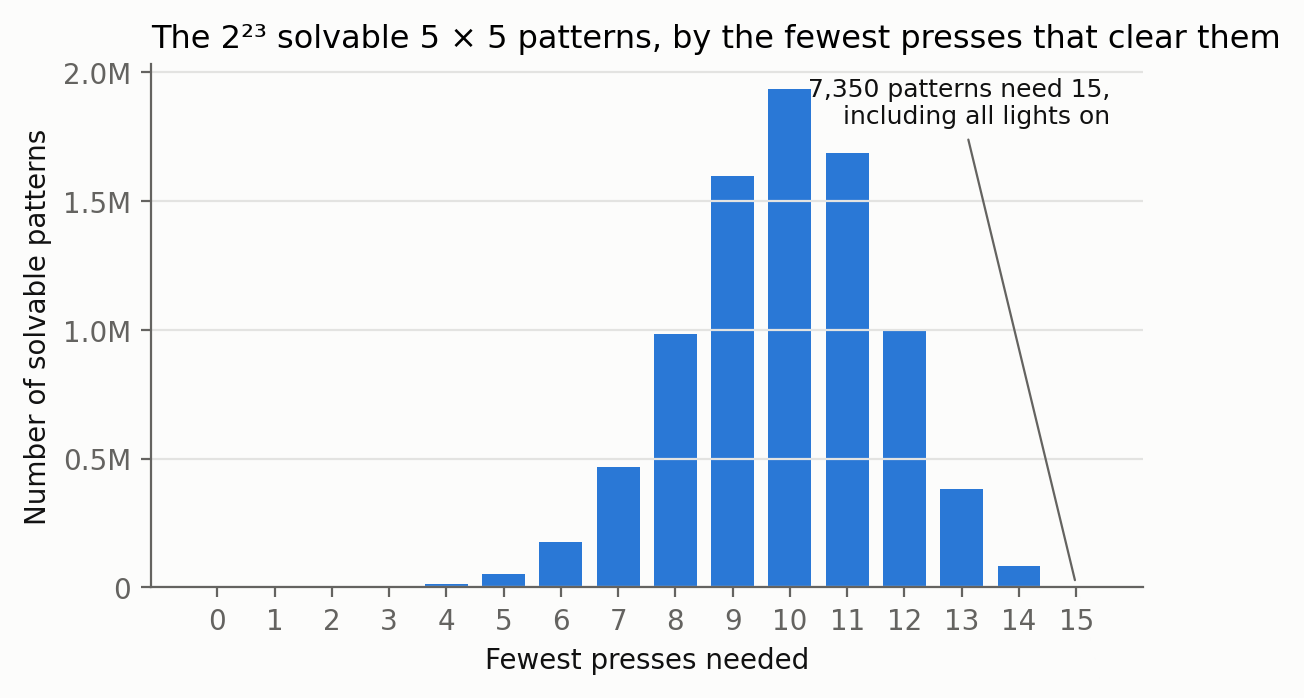 The 2²³ solvable 5 × 5 patterns, by the fewest presses that clear them
2.0M
1.5M
1.0M
0.5M
0
Number of solvable patterns
7,350 patterns need 15,
including all lights on
0 1 2 3 4 5 6 7 8 9 10 11 12 13 14 15
Fewest presses needed